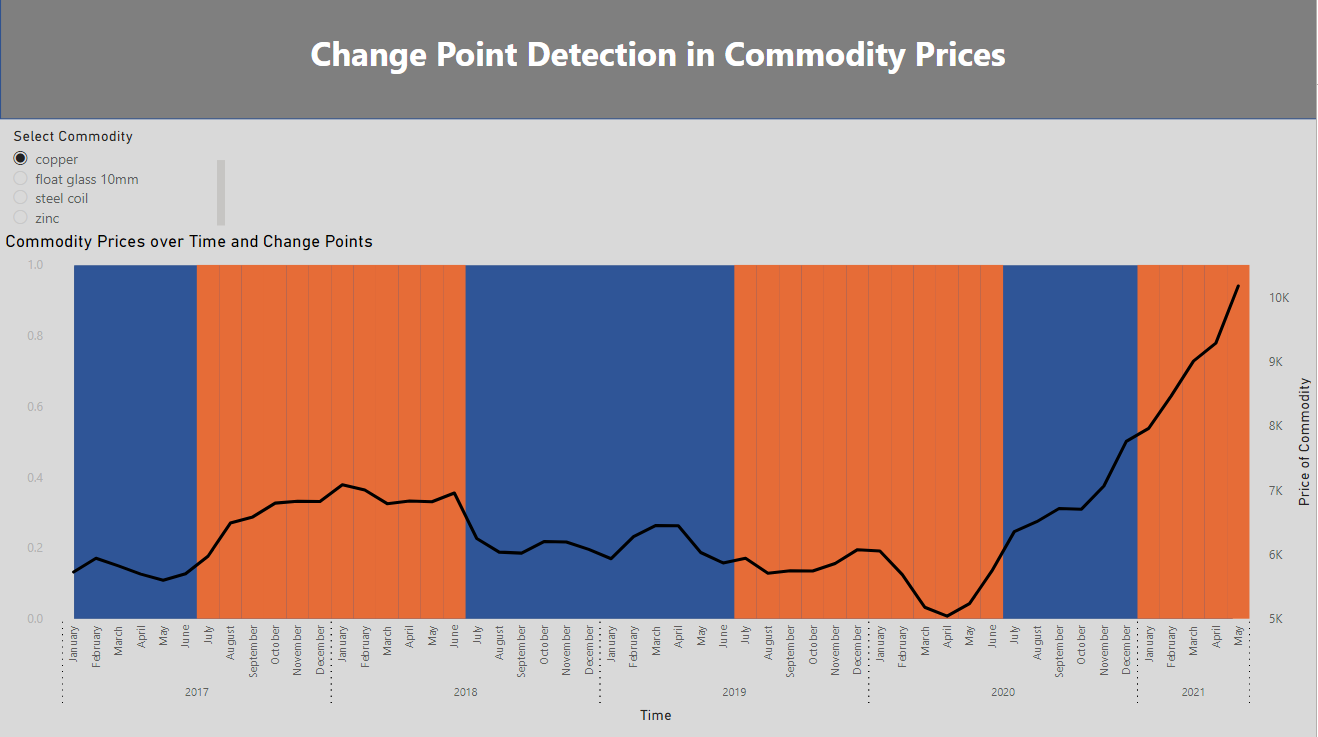 Change Point Detection in Commodity Prices
Select Commodity
copper
float glass 10mm
steel coil
zinc
Commodity Prices over Time and Change Points
1.0
0.8
0.6
0.4
0.2
0.0
10K
9K
8K
7K
6K
5K
Price of Commodity
January February March April May June July August September October November December January February March April May June July August September October November December January February March April May June July August September October November December January February March April May June July August September October November December January February March April May
2017 2018 2019 2020 2021
Time